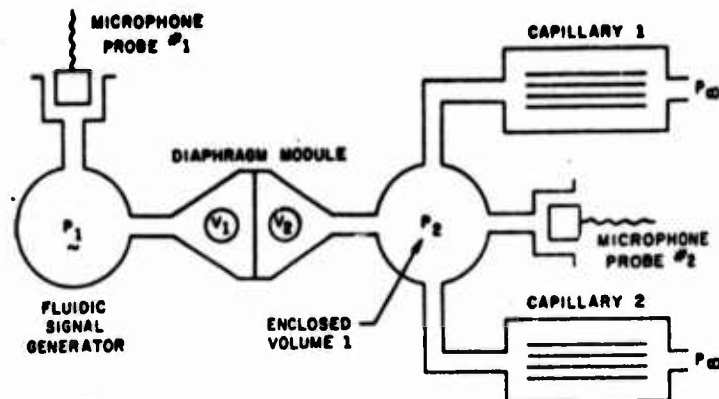 MICROPHONE
PROBE #1
CAPILLARY 1
P∞
DIAPHRAGM MODULE
P1
~
V1
V2
P2
MICROPHONE
PROBE #2
FLUIDIC
SIGNAL
GENERATOR
ENCLOSED
VOLUME 1
CAPILLARY 2
P∞